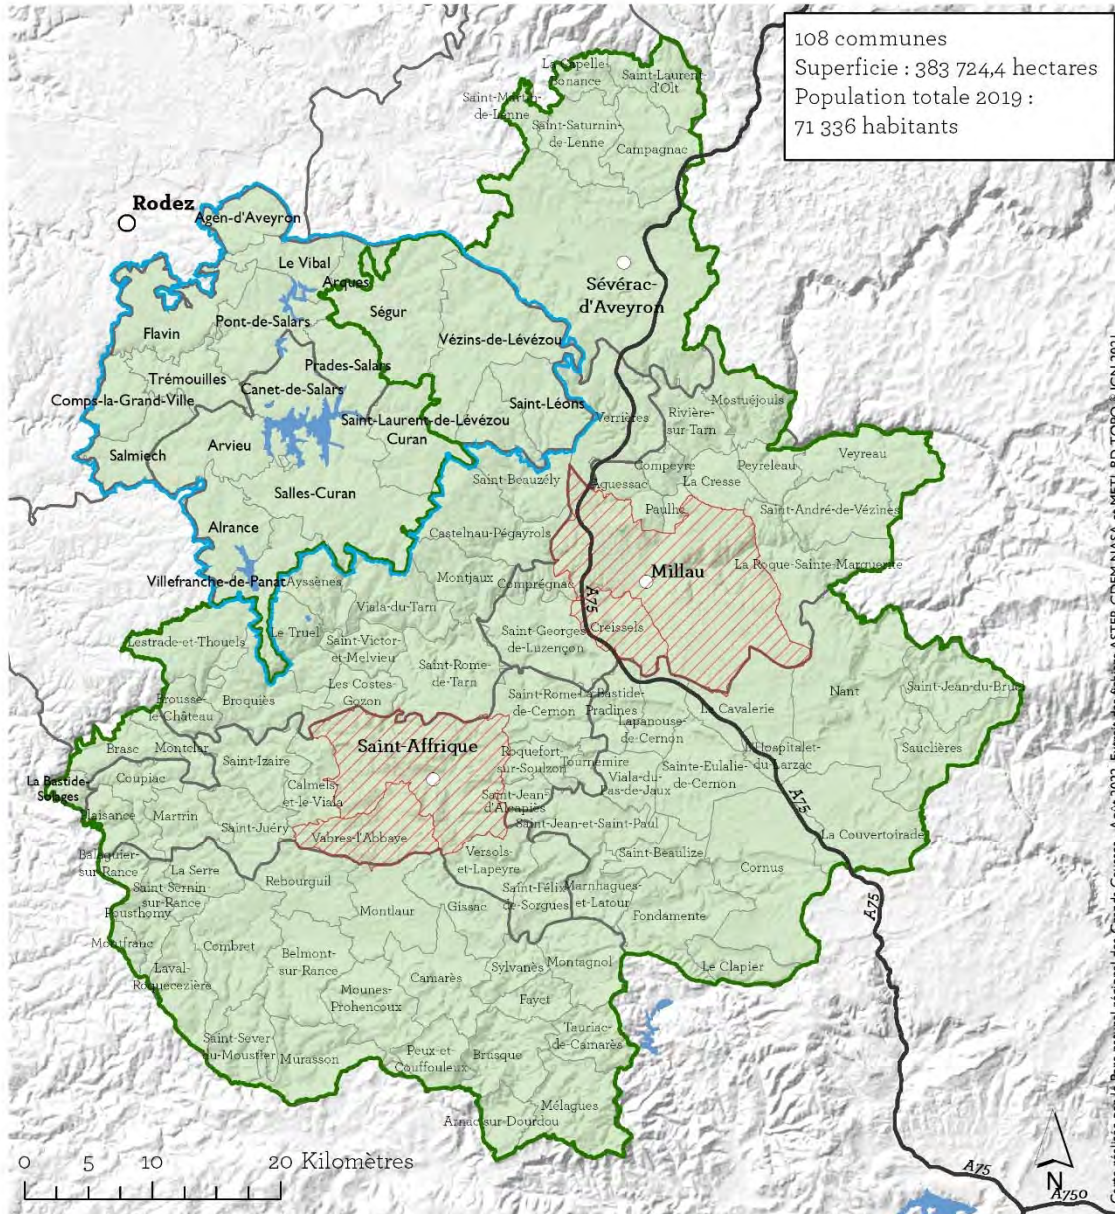 108 communes
Superficie : 383 724,4 hectares
Population totale 2019 :
71 336 habitants
La Capelle-
Bonance
Saint-Laurent-
d'Olt
Saint-Martin-
de-Lenne
Saint-Saturnin-
de-Lenne
Campagnac
Rodez
Agen-d'Aveyron
Le Vibal
Arques
Ségur
Sévérac-
d'Aveyron
Flavin
Pont-de-Salars
Vézins-de-Lévézou
Prades-Salars
Trémouilles
Canet-de-Salars
Comps-la-Grand-Ville
Saint-Léons
Saint-Laurent-de-Lévézou
Curan
Arvieu
Salmiech
Salles-Curan
Alrance
Villefranche-de-Panat
Mostuéjouls
Verrières
Rivière-
sur-Tarn
Compeyre
Peyreleau
Veyreau
Saint-Beauzély
Aguessac
La Cresse
Paulhe
Saint-André-de-Vézines
Castelnau-Pégayrols
La Roque-Sainte-Marguerite
Millau
Montjaux
Comprégnac
A75
Ayssènes
Viala-du-Tarn
Creissels
Le Truel
Lestrade-et-Thouels
Saint-Victor-
et-Melvieu
Saint-Georges-
de-Luzençon
Saint-Rome-
de-Tarn
Les Costes-
Gozon
Brousse-
le-Château
Broquiès
Saint-Rome-
de-Cernon
La Bastide-
Pradines
La Cavalerie
Nant
Saint-Jean-du-Bruel
Lapanouse-
de-Cernon
Saint-Affrique
Brasc
Montclar
Saint-Izaire
Roquefort-
sur-Soulzon
Tournemire
L'Hospitalet-
du-Larzac
Sauclières
La Bastide-
Solages
Coupiac
Calmels-
et-le-Viala
Viala-du-
Pas-de-Jaux
Sainte-Eulalie-
de-Cernon
Plaisance
Martrin
Saint-Jean-
d'Alcapiès
A75
Saint-Juéry
Vabres-l'Abbaye
Saint-Jean-et-Saint-Paul
La Couvertoirade
Balaguier-
sur-Rance
La Serre
Versols-
et-Lapeyre
Saint-Beaulize
Cornus
Saint-Sernin-
sur-Rance
Rebourguil
Saint-Félix-
de-Sorgues
Marnhagues-
et-Latour
A75
Pousthomy
Montlaur
Gissac
Fondamente
Montfranc
Combret
Belmont-
sur-Rance
Laval-
Roquecezière
Camarès
Sylvanès
Montagnol
Le Clapier
Mounes-
Prohencoux
Fayet
Saint-Sever-
du-Moustier
Murasson
Peux-et-
Couffouleux
Brusque
Tauriac-
de-Camarès
Mélagues
Arnac-sur-Dourdou
0 5 10 20 Kilomètres
A75
A750
N